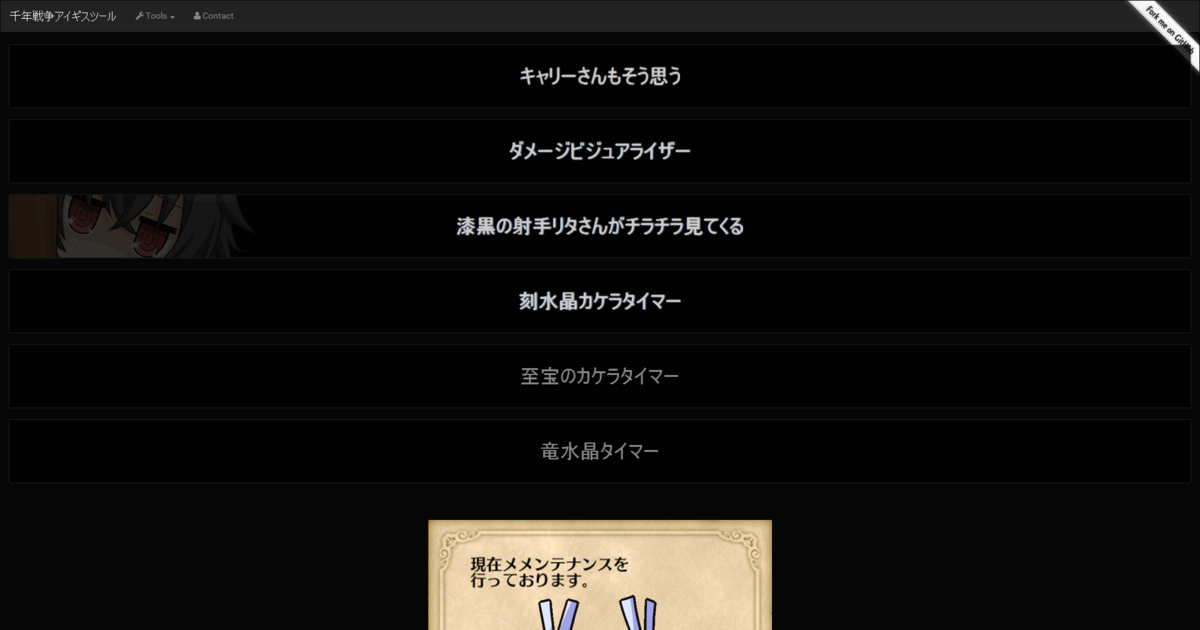 千年戦争アイギスツール Tools Contact
Fork me on GitHub
キャリーさんもそう思う
ダメージビジュアライザー
漆黒の射手リタさんがチラチラ見てくる
刻水晶カケラタイマー
至宝のカケラタイマー
竜水晶タイマー
現在メメンテナンスを
行っております。